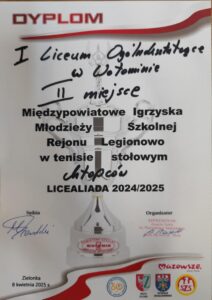 DYPLOM
I Liceum Ogólnokształcące
w Wołominie
II miejsce
Międzypowiatowe Igrzyska
Młodzieży Szkolnej
Rejonu Legionowo
w tenisie stołowym
chłopców
LICEALIADA 2024/2025
Organizator
Zielonka
8 kwietnia 2025 r.
Mazowsze.
SZS